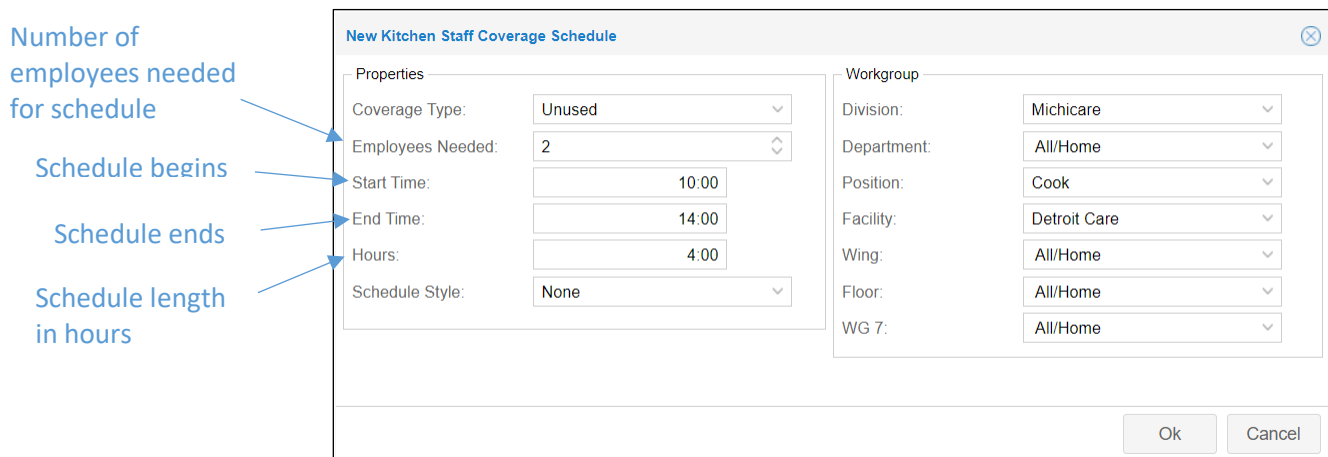 Number of
employees needed
for schedule
Schedule begins
Schedule ends
Schedule length
in hours
New Kitchen Staff Coverage Schedule
Properties
Coverage Type: Unused
Employees Needed: 2
Start Time: 10:00
End Time: 14:00
Hours: 4:00
Schedule Style: None
Workgroup
Division: Michicare
Department: All/Home
Position: Cook
Facility: Detroit Care
Wing: All/Home
Floor: All/Home
WG 7: All/Home
Ok Cancel